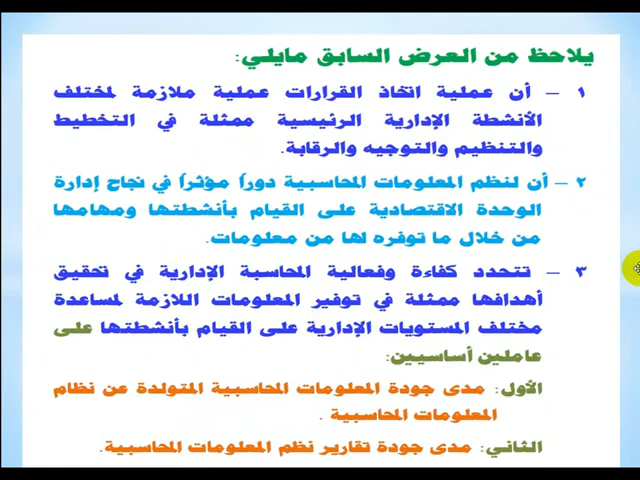 يلاحظ من العرض السابق مايلي:
١ – أن عملية اتخاذ القرارات عملية ملازمة لمختلف
الأنشطة الإدارية الرئيسية ممثلة في التخطيط
والتنظيم والتوجيه والرقابة.
٢ – أن لنظم المعلومات المحاسبية دوراً مؤثراً في نجاح إدارة
الوحدة الاقتصادية على القيام بأنشطتها ومهامها
من خلال ما توفره لها من معلومات.
٣ – تتحدد كفاءة وفعالية المحاسبة الإدارية في تحقيق
أهدافها ممثلة في توفير المعلومات اللازمة لمساعدة
مختلف المستويات الإدارية على القيام بأنشطتها على
عاملين أساسيين:
الأول: مدى جودة المعلومات المحاسبية المتولدة عن نظام
المعلومات المحاسبية .
الثاني: مدى جودة تقارير نظم المعلومات المحاسبية.